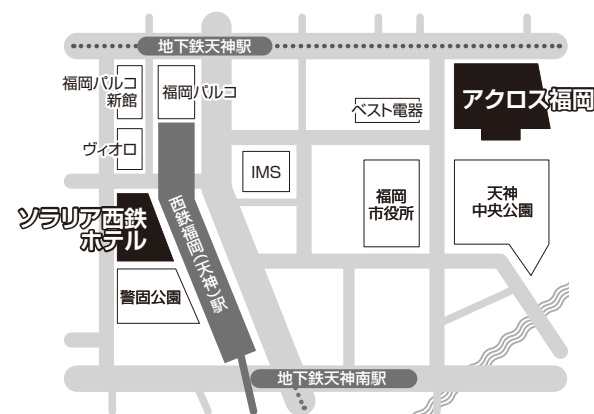 地下鉄天神駅
福岡パルコ
新館
福岡パルコ
ベスト電器
アクロス福岡
ヴィオロ
IMS
福岡
市役所
天神
中央公園
ソラリア西鉄
ホテル
西鉄福岡(天神)駅
警固公園
地下鉄天神南駅